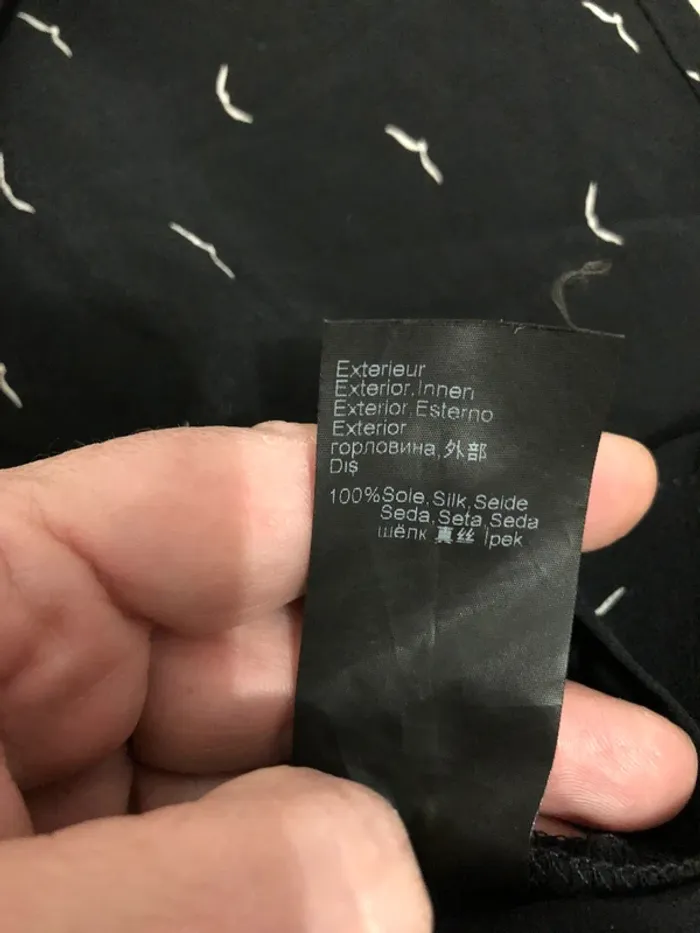 Exterieur
Exterior,Innen
Exterior,Esterno
Exterior
горловина,外部
Dış
100%Soie,Silk,Seide
Seda,Seta,Seda
шёлк 真丝 Ipek